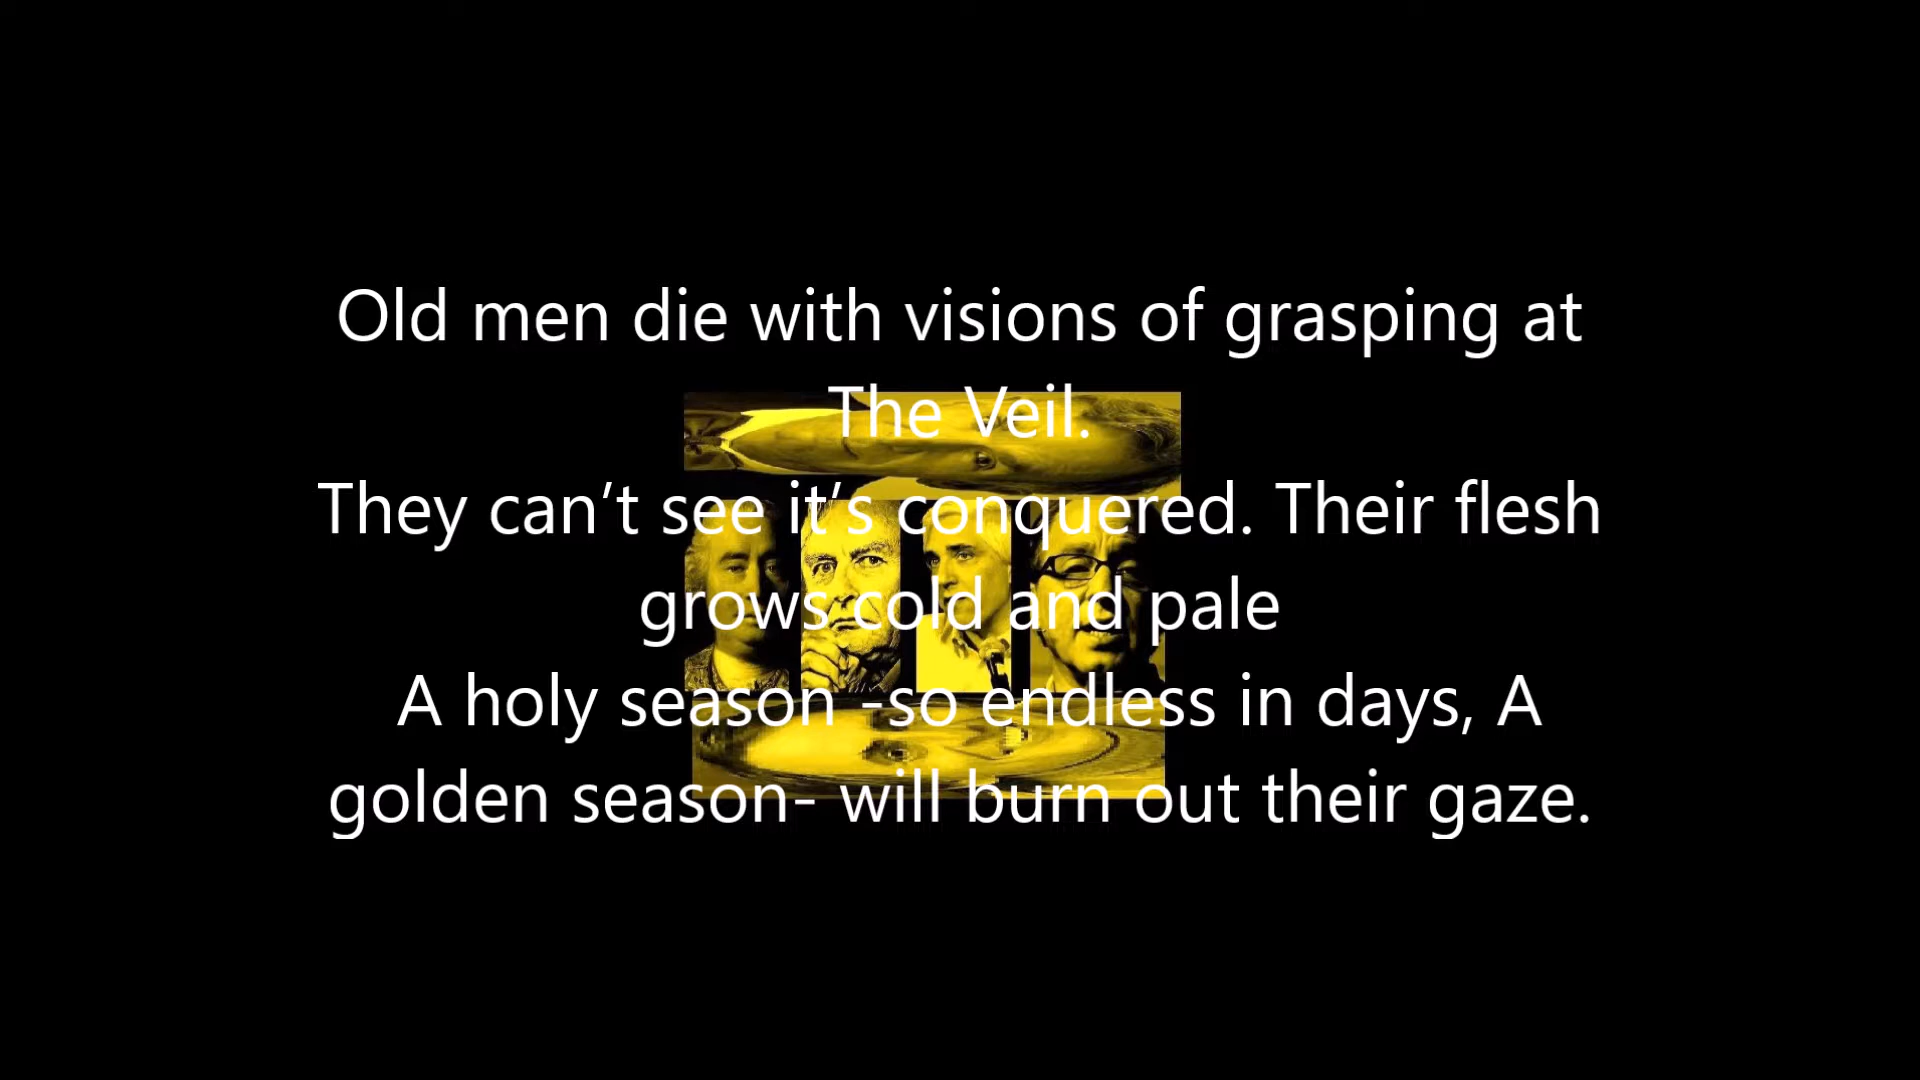 Old men die with visions of grasping at
The Veil.
They can’t see it’s conquered. Their flesh
grows cold and pale
A holy season -so endless in days, A
golden season- will burn out their gaze.